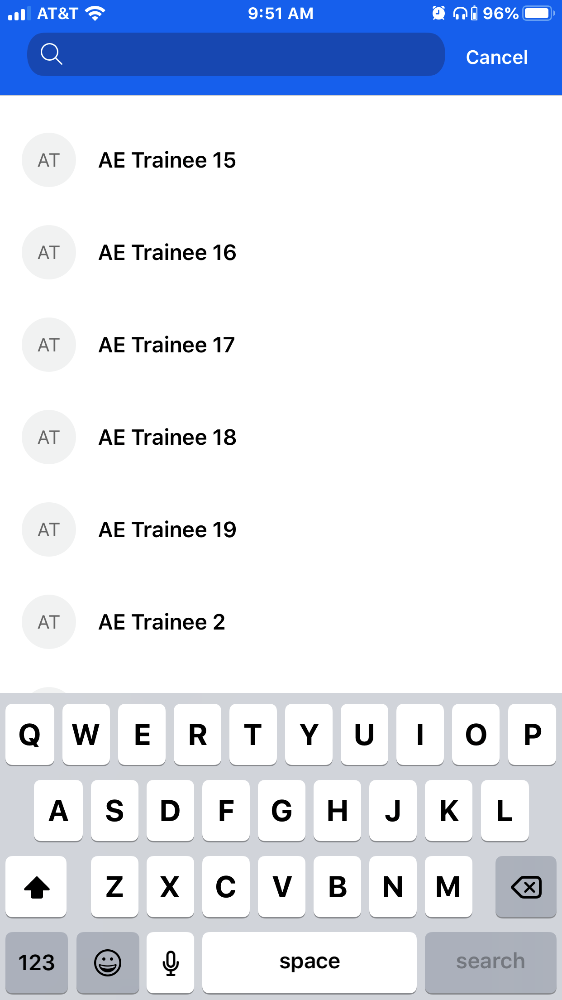 AT&T 9:51 AM 96%
Cancel
AT AE Trainee 15
AT AE Trainee 16
AT AE Trainee 17
AT AE Trainee 18
AT AE Trainee 19
AT AE Trainee 2
Q W E R T Y U I O P
A S D F G H J K L
Z X C V B N M
123 space search